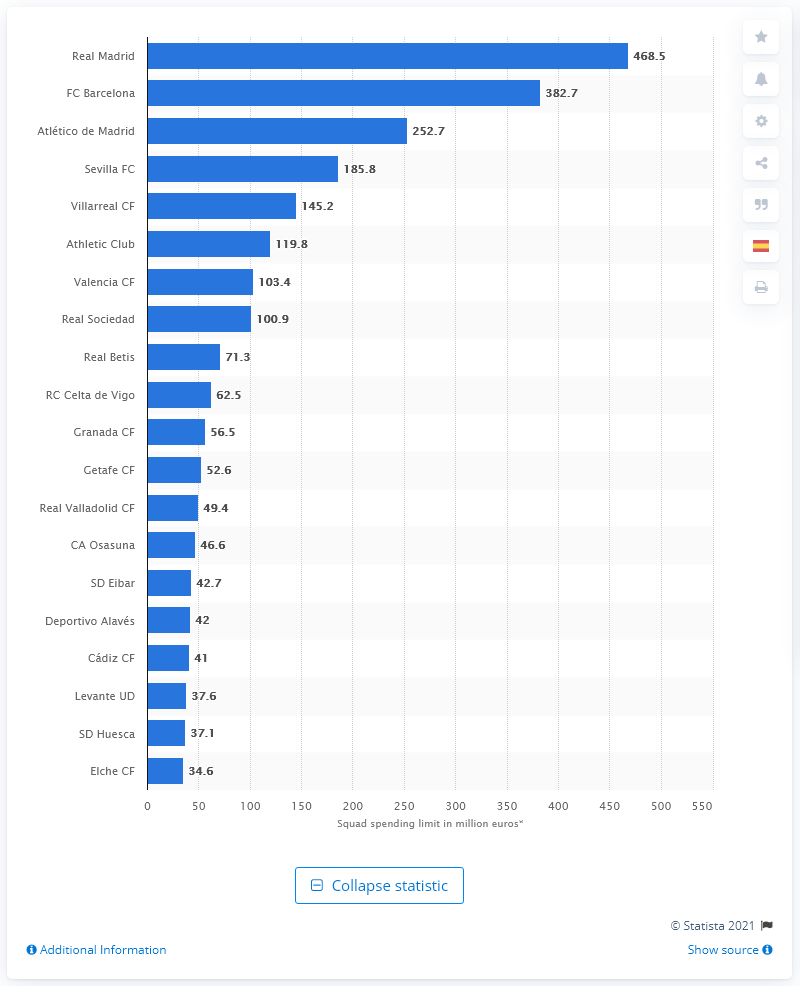 Real Madrid 468.5
FC Barcelona 382.7
Atlético de Madrid 252.7
Sevilla FC 185.8
Villarreal CF 145.2
Athletic Club 119.8
Valencia CF 103.4
Real Sociedad 100.9
Real Betis 71.3
RC Celta de Vigo 62.5
Granada CF 56.5
Getafe CF 52.6
Real Valladolid CF 49.4
CA Osasuna 46.6
SD Eibar 42.7
Deportivo Alavés 42
Cádiz CF 41
Levante UD 37.6
SD Huesca 37.1
Elche CF 34.6
0 50 100 150 200 250 300 350 400 450 500 550
Squad spending limit in million euros*
Collapse statistic
© Statista 2021
Additional Information Show source